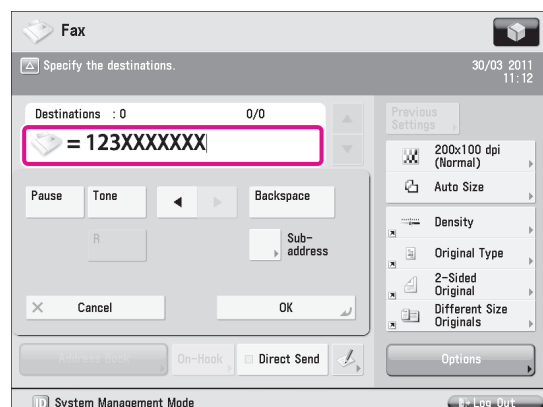 Fax
Specify the destinations.
30/03 2011
11:12
Destinations : 0 0/0
= 123XXXXXXX
Previous
Settings
200x100 dpi
(Normal)
Auto Size
Pause Tone Backspace
R
Sub-
address
Density
Original Type
2-Sided
Original
Different Size
Originals
Cancel OK
Address Book On-Hook Direct Send Options
ID System Management Mode Log Out